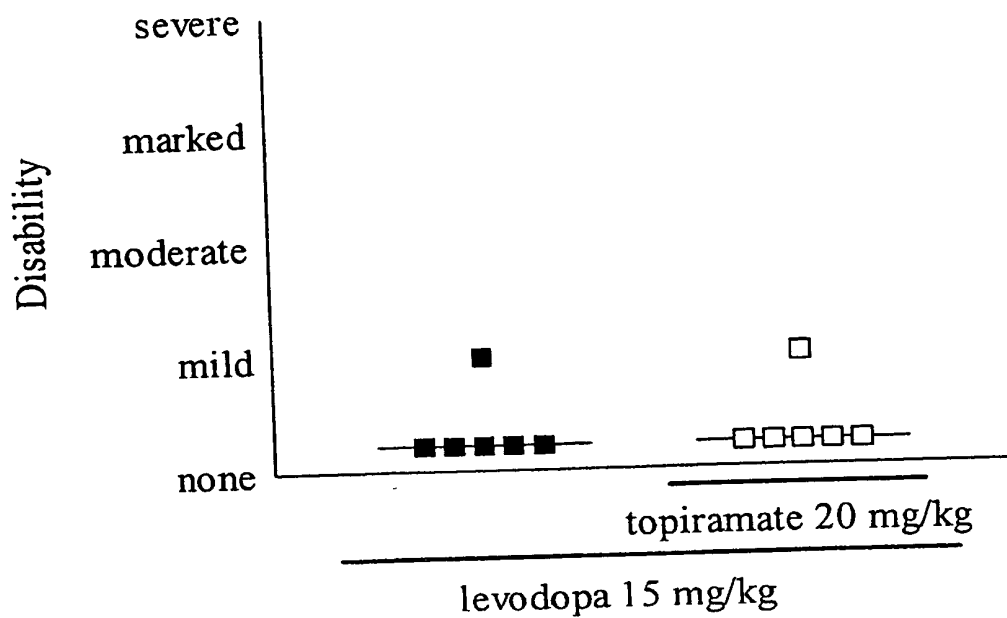 severe
marked
moderate
mild
none
Disability
topiramate 20 mg/kg
levodopa 15 mg/kg